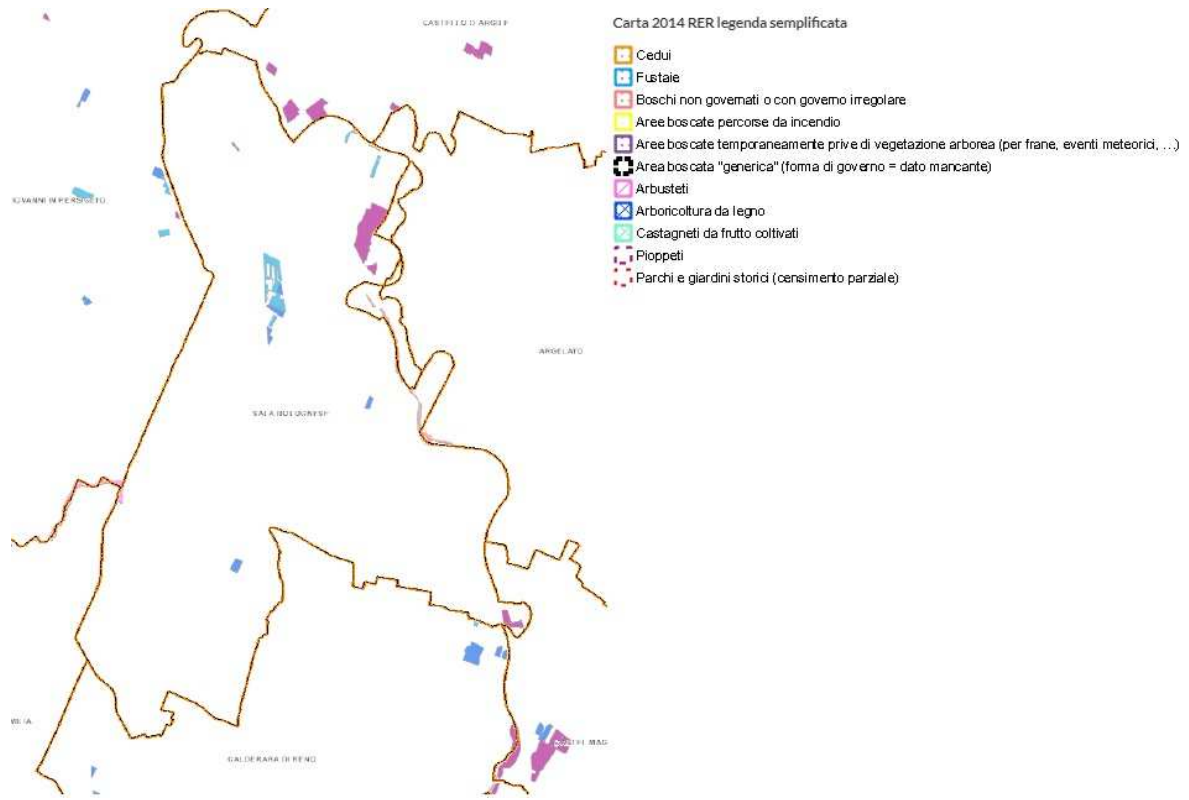 Carta 2014 RER legenda semplificata
Cedui
Fustaie
Boschi non governati o con governo irregolare
Aree boscate percorse da incendio
Aree boscate temporaneamente prive di vegetazione arborea (per frane, eventi meteorici, ...)
Area boscata "generica" (forma di governo = dato mancante)
Arbusteti
Arboricoltura da legno
Castagneti da frutto coltivati
Pioppeti
Parchi e giardini storici (censimento parziale)
CASTELLO D'ARGILE
IOVANNI IN PERSICETO
ARGELATO
SALA BOLOGNESE
CALDERARA DI RENO